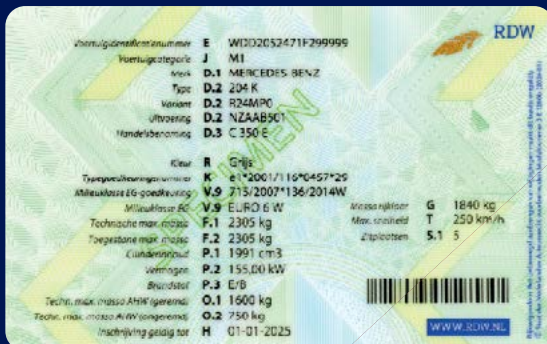 RDW
Voertuigidentificatienummer E WDD2052471F299999
Voertuigcategorie J M1
Merk D.1 MERCEDES-BENZ
Type D.2 204 K
Variant D.2 R24MP0
Uitvoering D.2 NZAAB501
Handelsbenaming D.3 C 350 E
SPECIMEN
Kleur R Grijs
Typegoedkeuringsnummer K e1*2001/116*0457*29
Milieuklasse EG-goedkeuring V.9 715/2007*136/2014W
Milieuklasse EG V.9 EURO 6 W
Massa rijklaar G 1840 kg
Technische max. massa F.1 2305 kg
Max. snelheid T 250 km/h
Toegestane max. massa F.2 2305 kg
Zitplaatsen S.1 5
Cilinderinhoud P.1 1991 cm3
Vermogen P.2 155,00 kW
Brandstof P.3 E/B
Techn. max. massa AHW (geremd) O.1 1600 kg
Techn. max. massa AHW (ongeremd) O.2 750 kg
Inschrijving geldig tot H 01-01-2025
WWW.RDW.NL